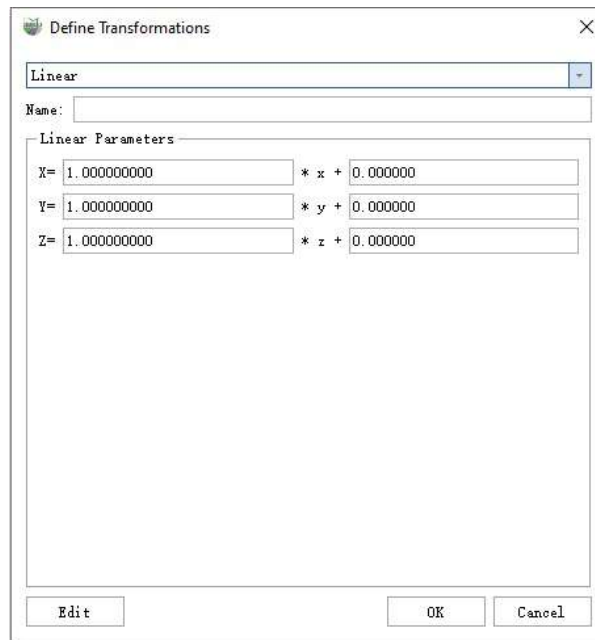 Define Transformations
Linear
Name:
Linear Parameters
X= 1.000000000 * x + 0.000000
Y= 1.000000000 * y + 0.000000
Z= 1.000000000 * z + 0.000000
Edit OK Cancel